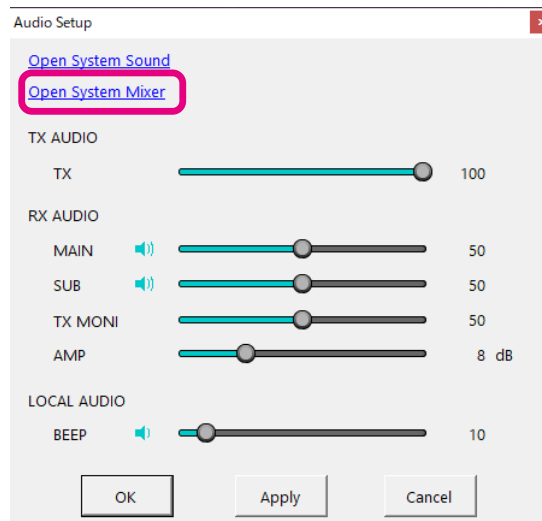 Audio Setup
Open System Sound
Open System Mixer
TX AUDIO
TX 100
RX AUDIO
MAIN 50
SUB 50
TX MONI 50
AMP 8 dB
LOCAL AUDIO
BEEP 10
OK Apply Cancel